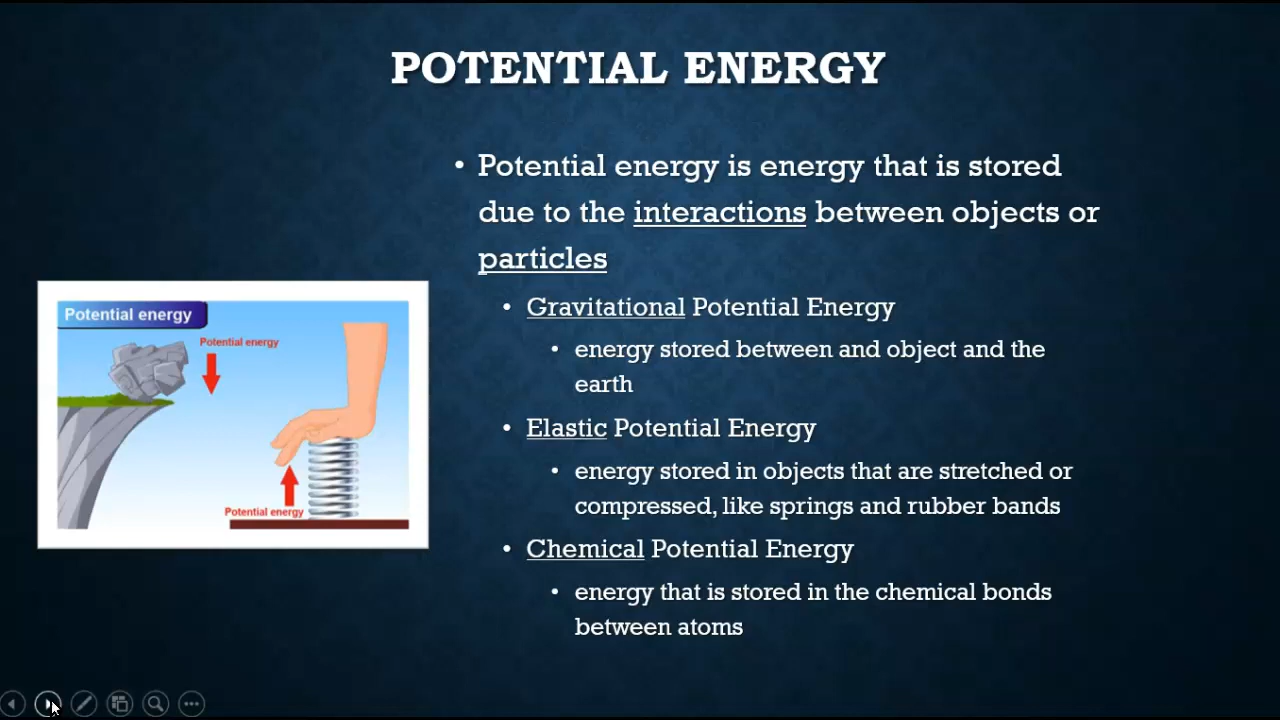 POTENTIAL ENERGY
• Potential energy is energy that is stored
due to the interactions between objects or
particles
• Gravitational Potential Energy
• energy stored between and object and the
earth
• Elastic Potential Energy
• energy stored in objects that are stretched or
compressed, like springs and rubber bands
• Chemical Potential Energy
• energy that is stored in the chemical bonds
between atoms
Potential energy
Potential energy
Potential energy